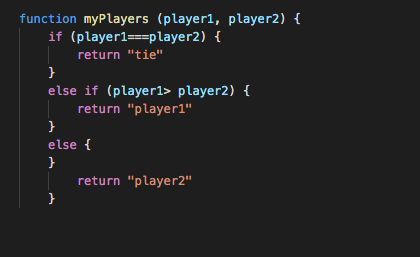 function myPlayers (player1, player2) {
    if (player1===player2) {
        return "tie"
    }
    else if (player1> player2) {
        return "player1"
    }
    else {
    }
        return "player2"
    }